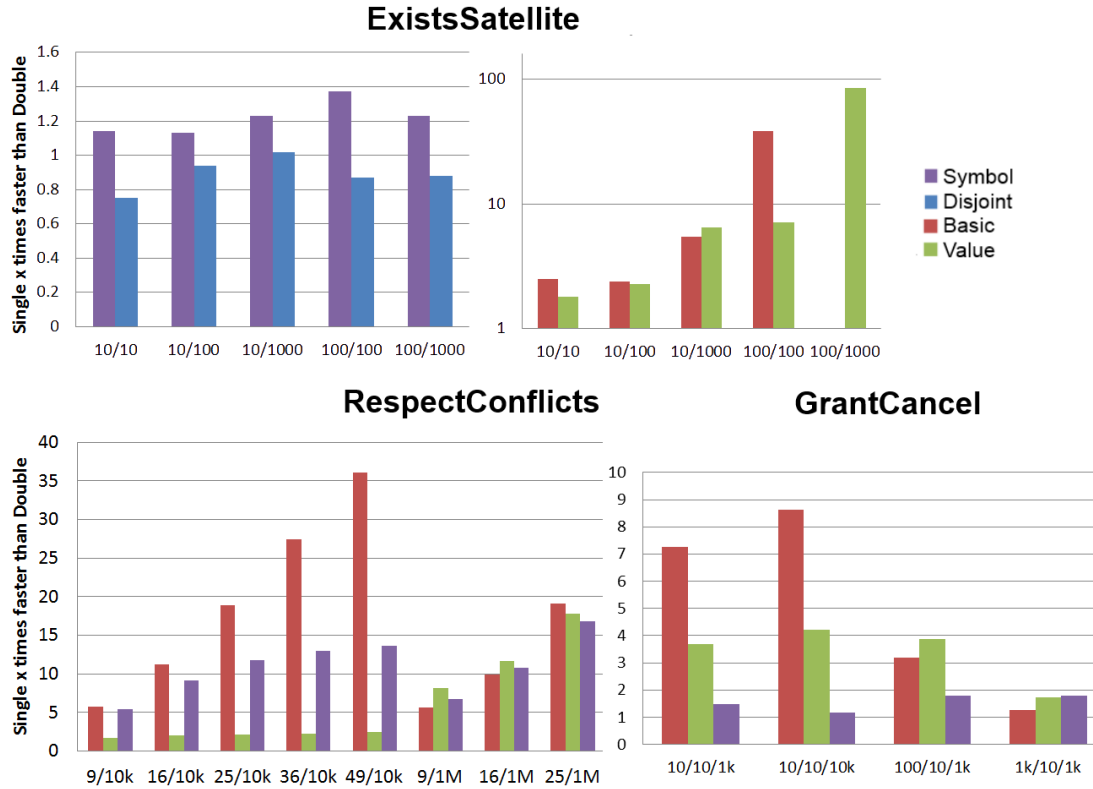 ExistsSatellite
Single x times faster than Double
1.6
1.4
1.2
1
0.8
0.6
0.4
0.2
0
10/10 10/100 10/1000 100/100 100/1000
100
10
1
10/10 10/100 10/1000 100/100 100/1000
Symbol
Disjoint
Basic
Value
RespectConflicts
Single x times faster than Double
40
35
30
25
20
15
10
5
0
9/10k 16/10k 25/10k 36/10k 49/10k 9/1M 16/1M 25/1M
GrantCancel
10
9
8
7
6
5
4
3
2
1
0
10/10/1k 10/10/10k 100/10/1k 1k/10/1k